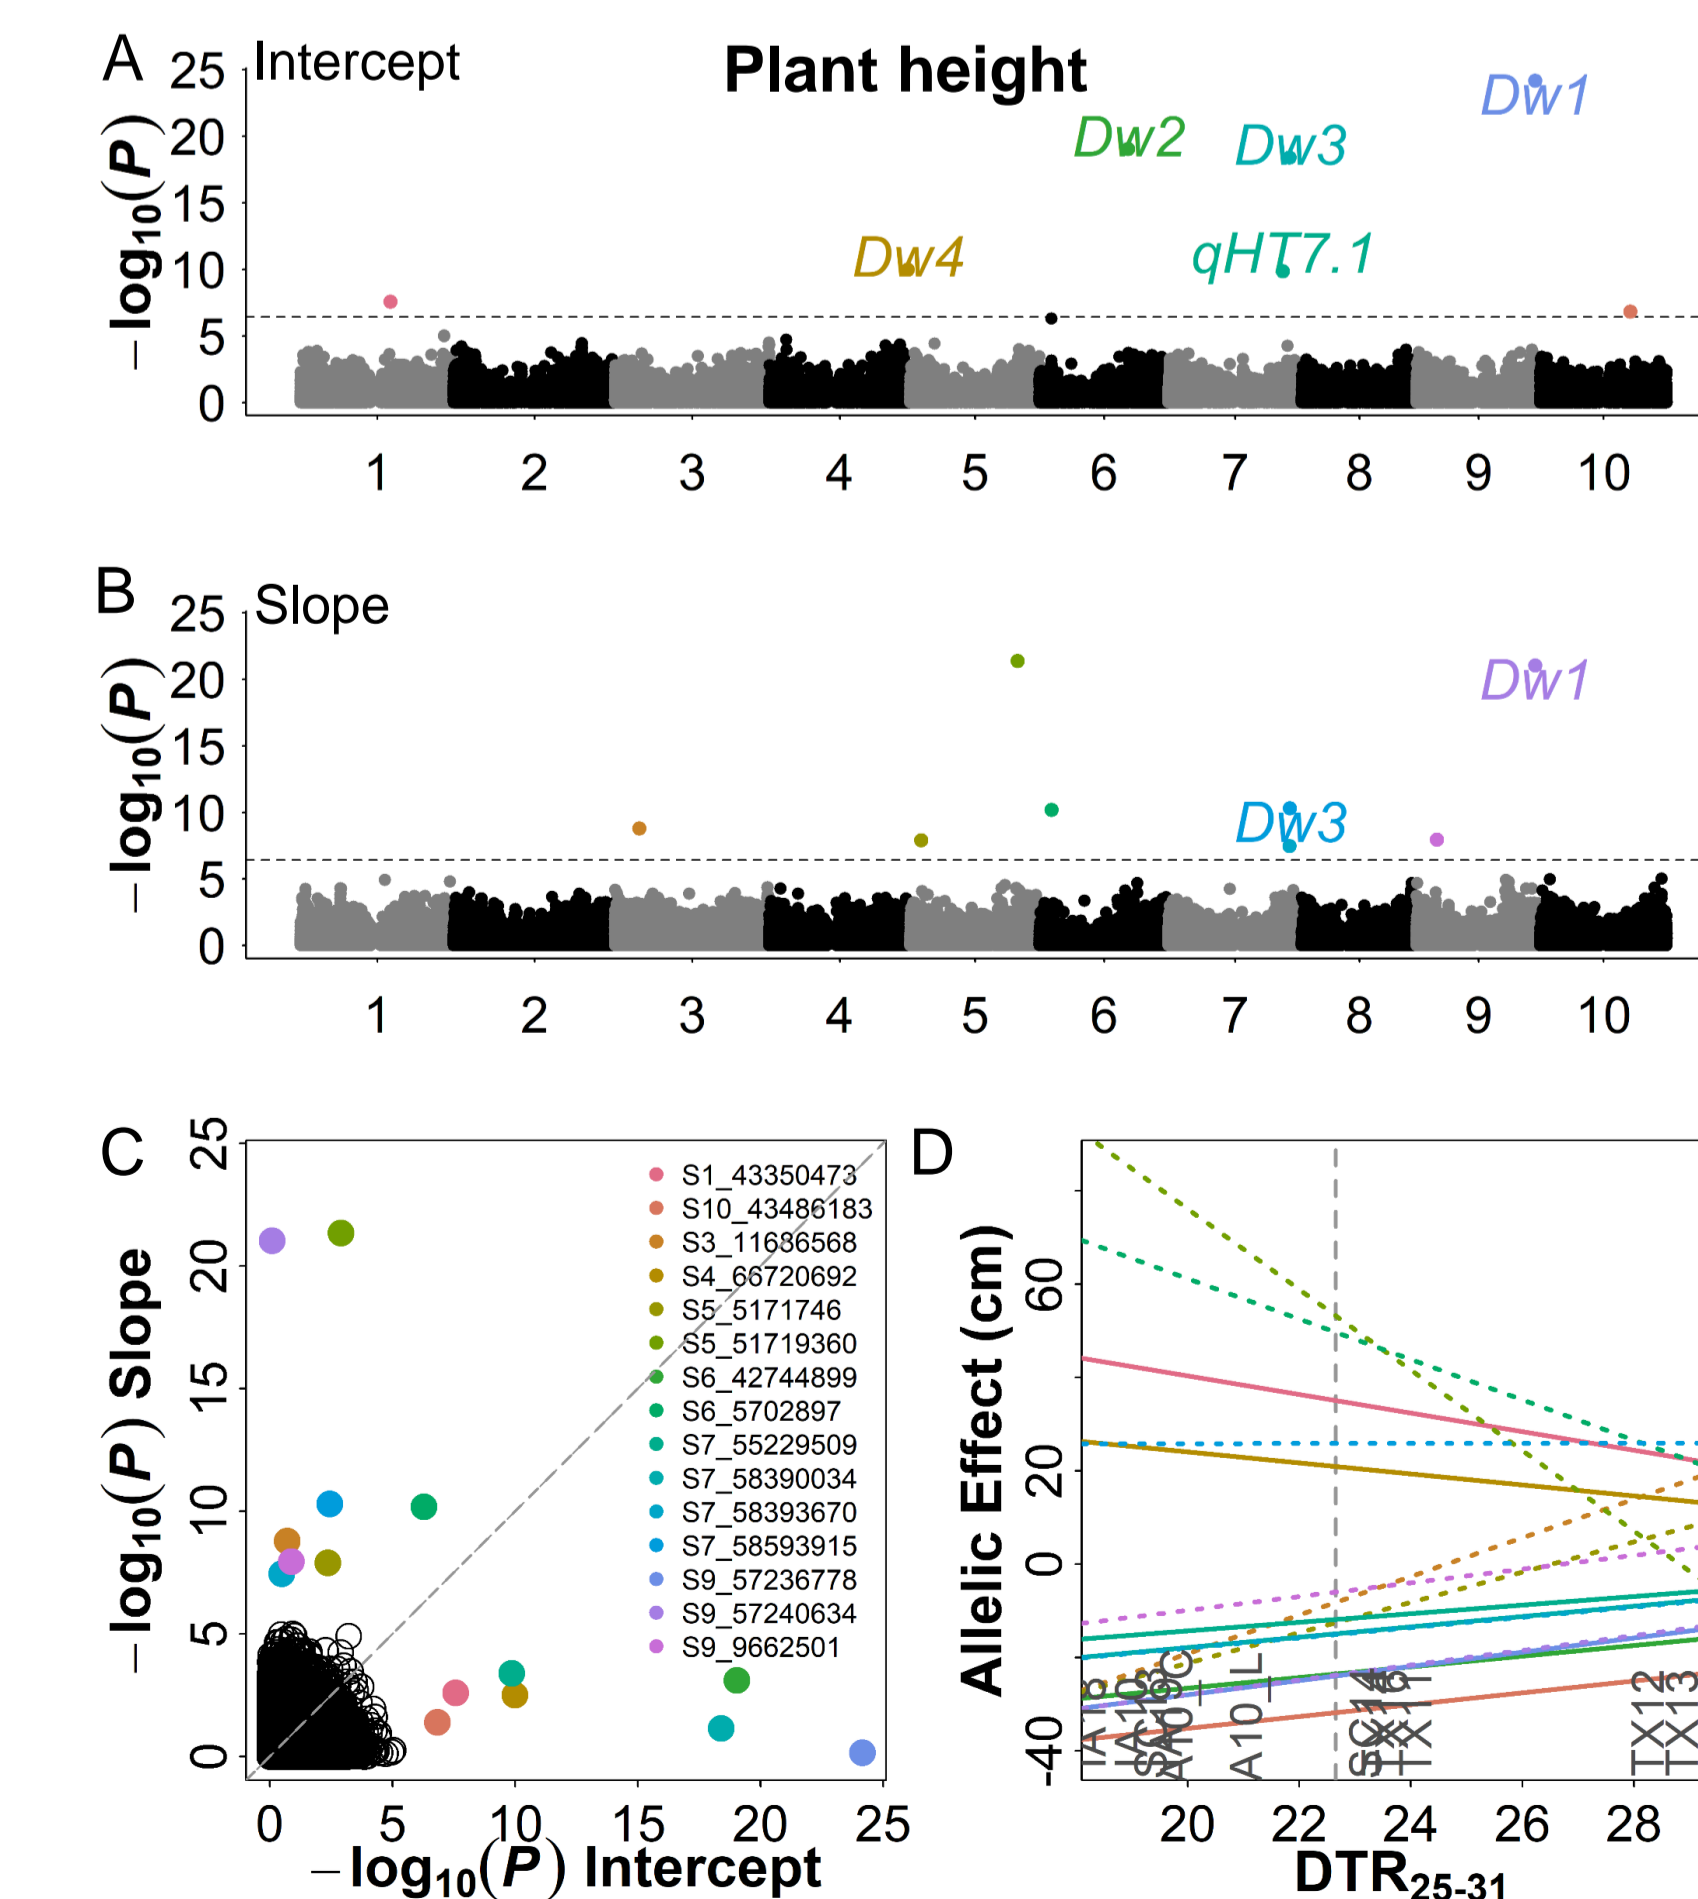 A
Intercept
Plant height
25
20
15
10
5
0
−log10(P)
Dw1
Dw2
Dw3
Dw4
qHT7.1
1 2 3 4 5 6 7 8 9 10
B
Slope
25
20
15
10
5
0
−log10(P)
Dw1
Dw3
1 2 3 4 5 6 7 8 9 10
C
25
20
15
10
5
0
−log10(P) Slope
S1_43350473
S10_43486183
S3_11686568
S4_66720692
S5_5171746
S5_51719360
S6_42744899
S6_5702897
S7_55229509
S7_58390034
S7_58393670
S7_58593915
S9_57236778
S9_57240634
S9_9662501
0 5 10 15 20 25
−log10(P) Intercept
D
60
20
0
-40
Allelic Effect (cm)
A10_L
TX11
TX12
TX13
20 22 24 26 28
DTR25-31